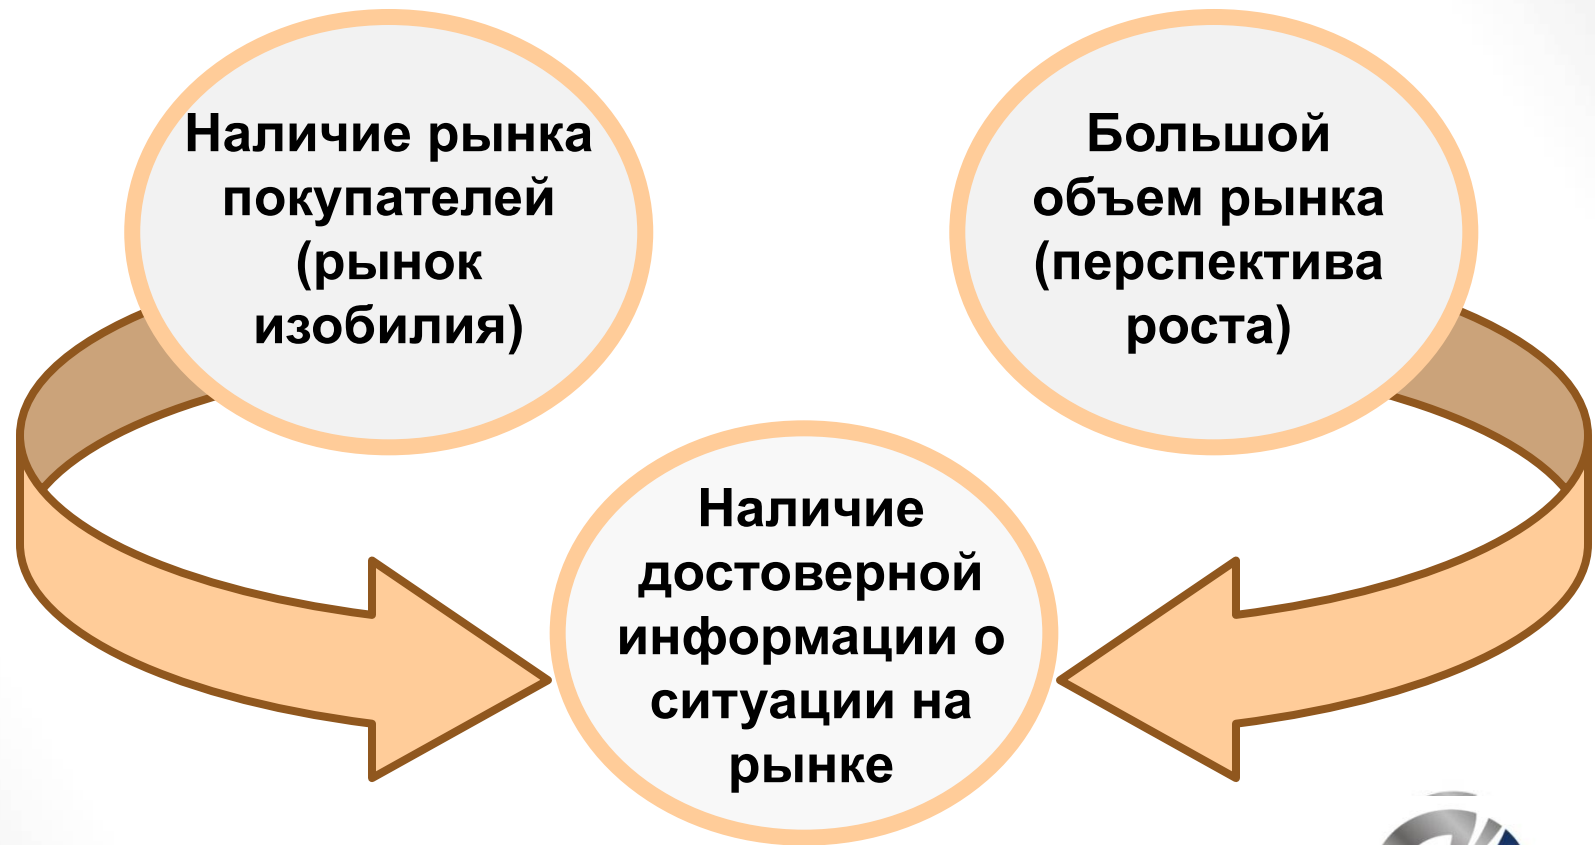 Наличие рынка
покупателей
(рынок
изобилия)
Большой
объем рынка
(перспектива
роста)
Наличие
достоверной
информации о
ситуации на
рынке